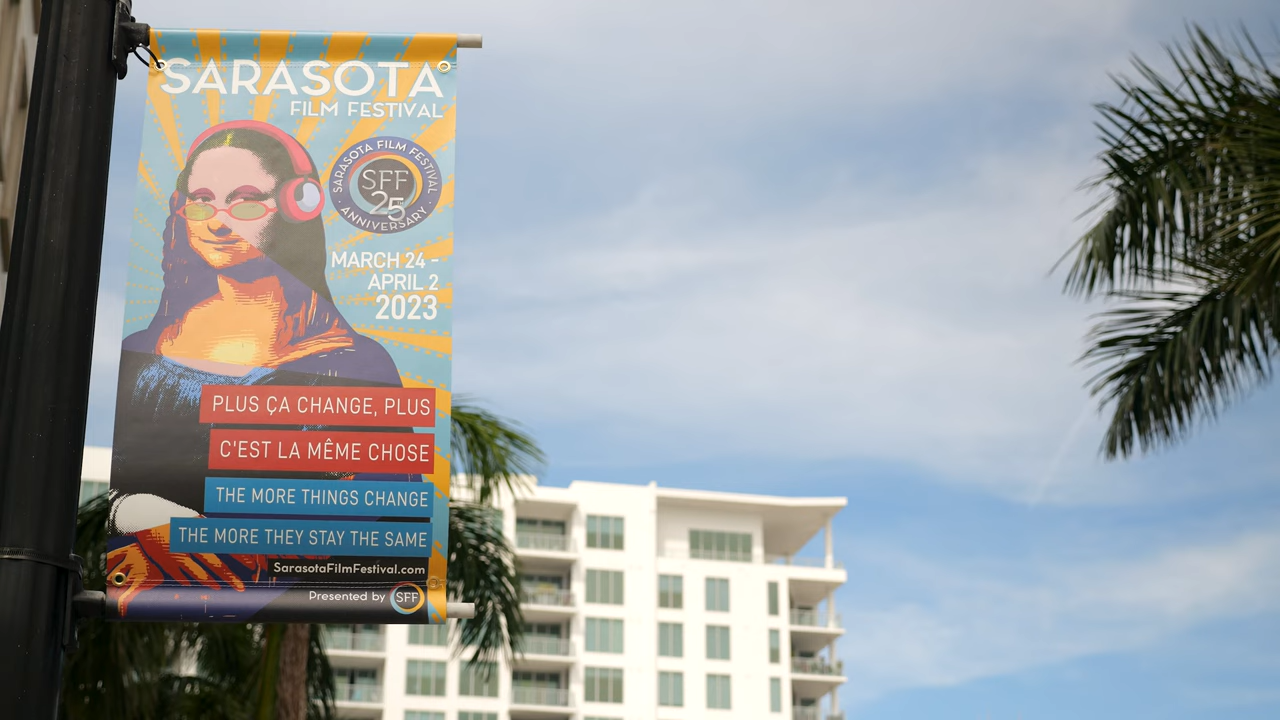 SARASOTA
FILM FESTIVAL
SARASOTA FILM FESTIVAL
SFF
25
ANNIVERSARY
MARCH 24 -
APRIL 2
2023
PLUS ÇA CHANGE, PLUS
C'EST LA MÊME CHOSE
THE MORE THINGS CHANGE
THE MORE THEY STAY THE SAME
SarasotaFilmFestival.com
Presented by SFF